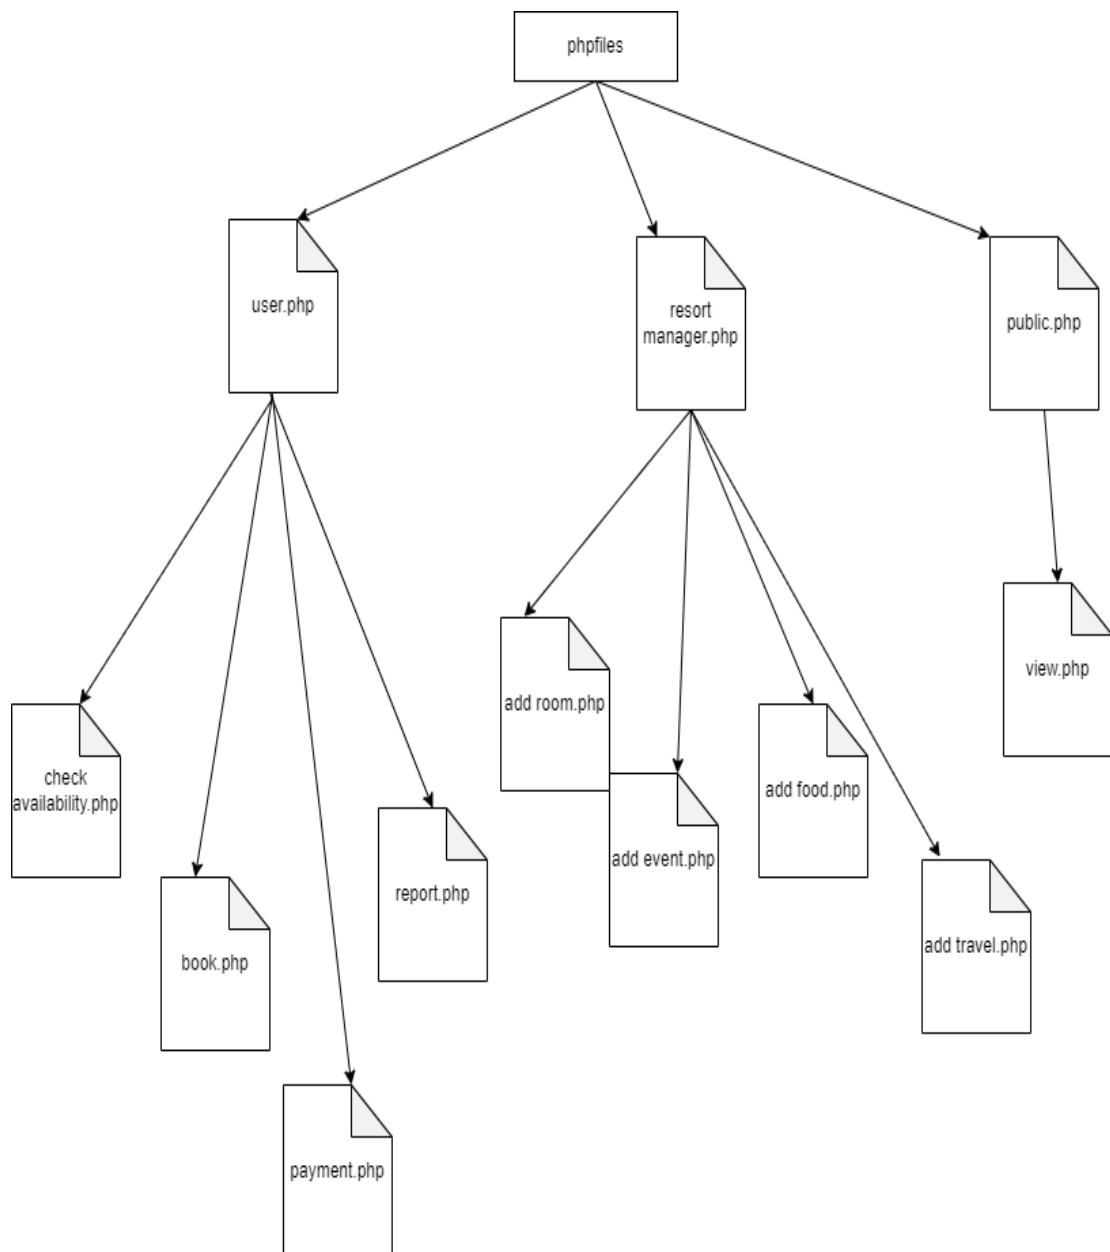 phpfiles
user.php
resort
manager.php
public.php
check
availability.php
book.php
payment.php
report.php
add room.php
add event.php
add food.php
add travel.php
view.php